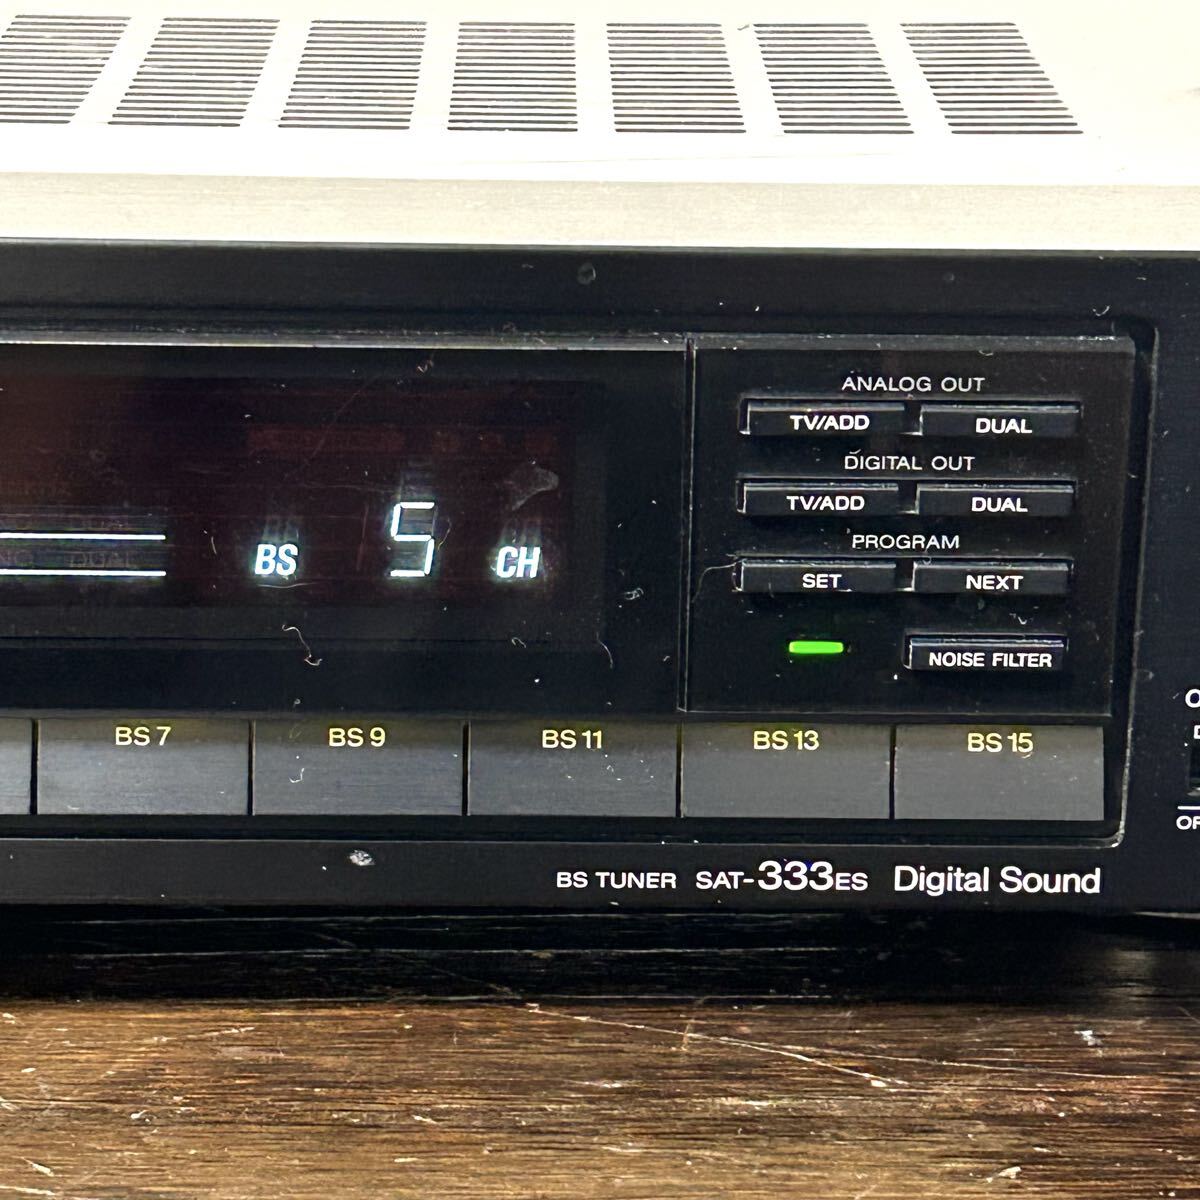 ANALOG OUT
TV/ADD DUAL
DIGITAL OUT
TV/ADD DUAL
PROGRAM
SET NEXT
BS 5 CH
NOISE FILTER
BS 7 BS 9 BS 11 BS 13 BS 15
BS TUNER SAT-333ES Digital Sound